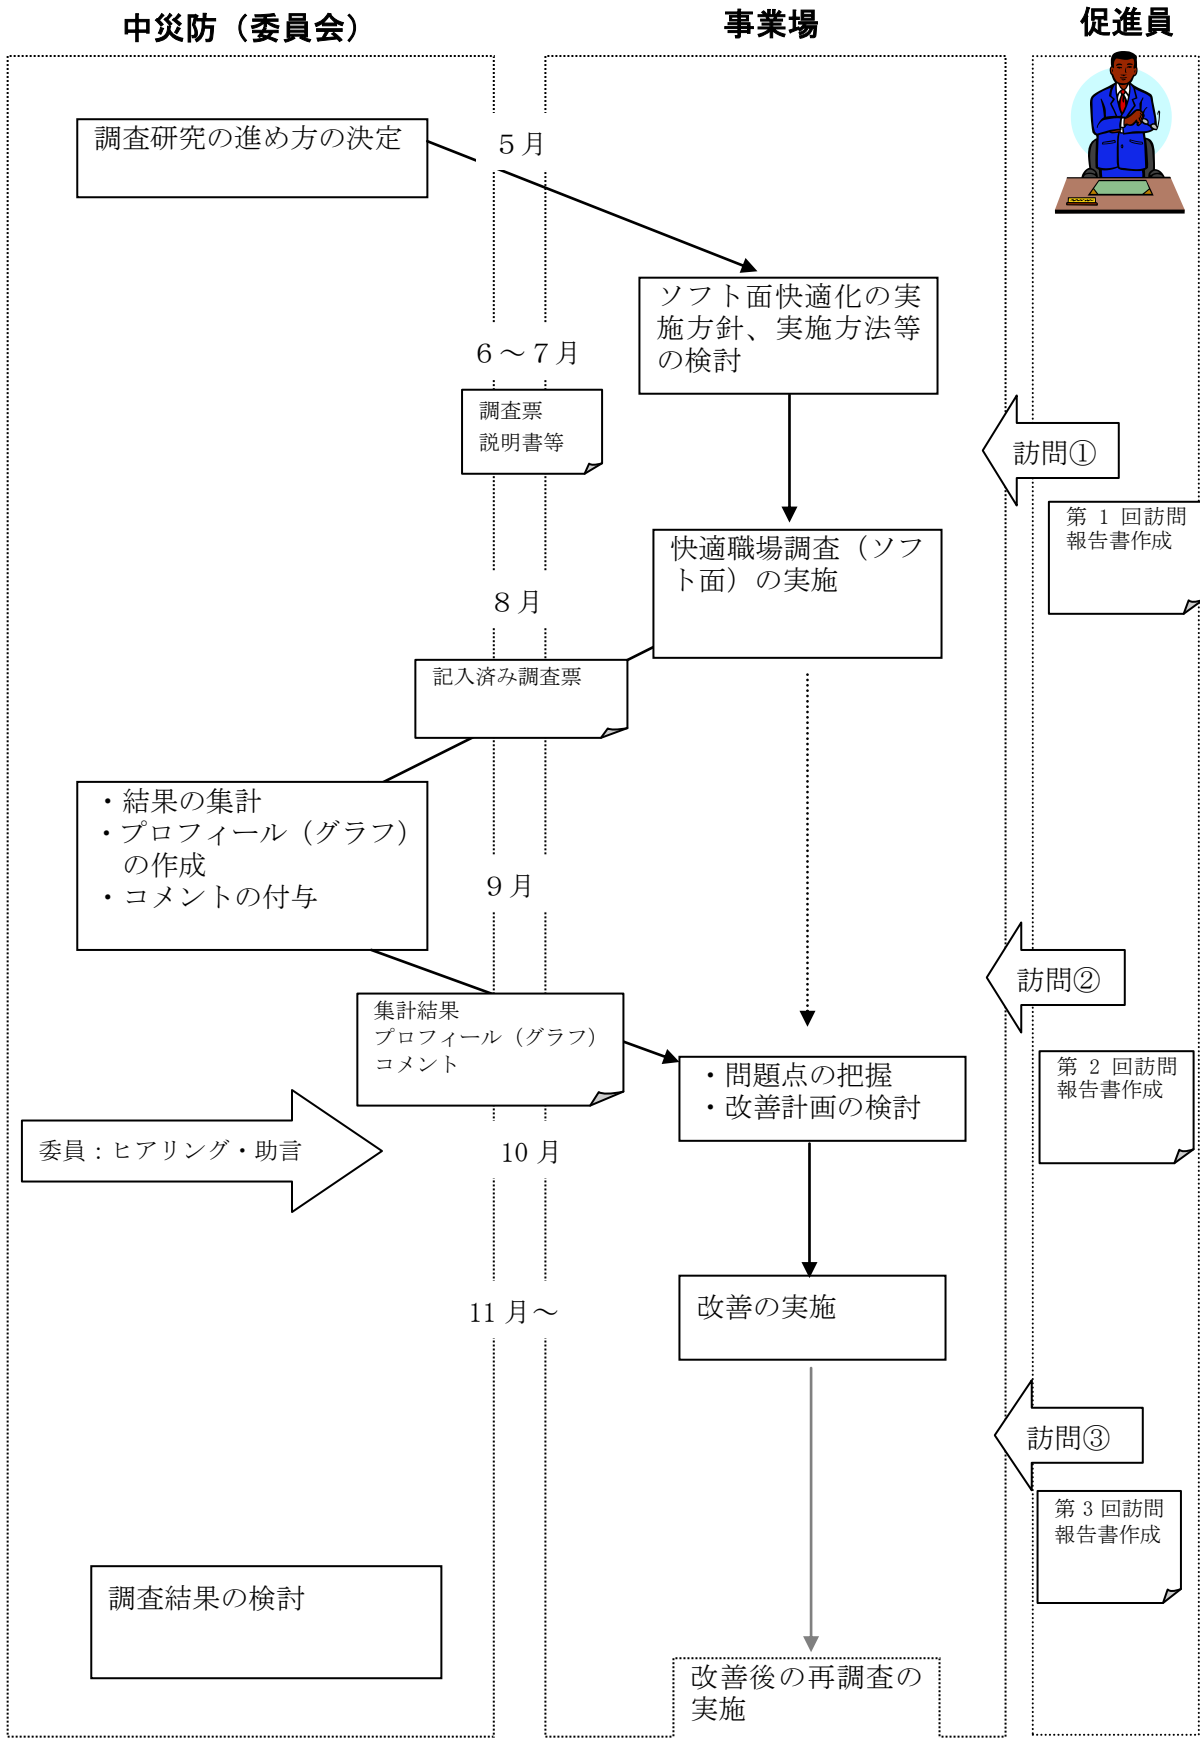 中災防（委員会）
事業場
促進員
調査研究の進め方の決定
５月
ソフト面快適化の実
施方針、実施方法等
の検討
６～７月
調査票
説明書等
訪問①
第 1 回訪問
報告書作成
快適職場調査（ソフ
ト面）の実施
８月
記入済み調査票
・結果の集計
・プロフィール（グラフ）
の作成
・コメントの付与
９月
訪問②
集計結果
プロフィール（グラフ）
コメント
・問題点の把握
・改善計画の検討
第 2 回訪問
報告書作成
委員：ヒアリング・助言
10 月
改善の実施
11 月～
訪問③
第 3 回訪問
報告書作成
調査結果の検討
改善後の再調査の
実施